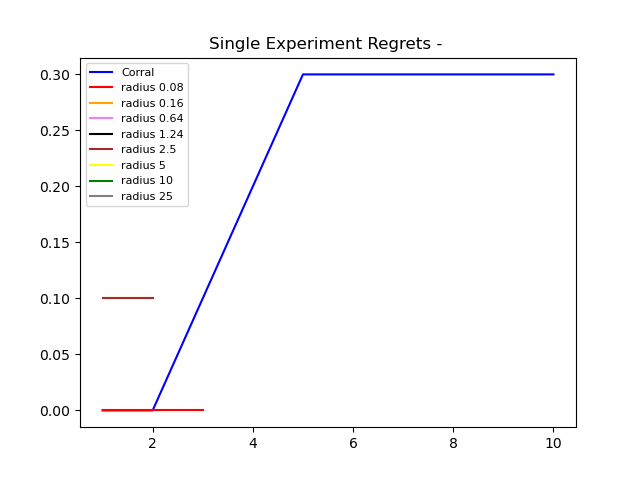 Single Experiment Regrets -
0.30
0.25
0.20
0.15
0.10
0.05
0.00
Corral
radius 0.08
radius 0.16
radius 0.64
radius 1.24
radius 2.5
radius 5
radius 10
radius 25
2 4 6 8 10